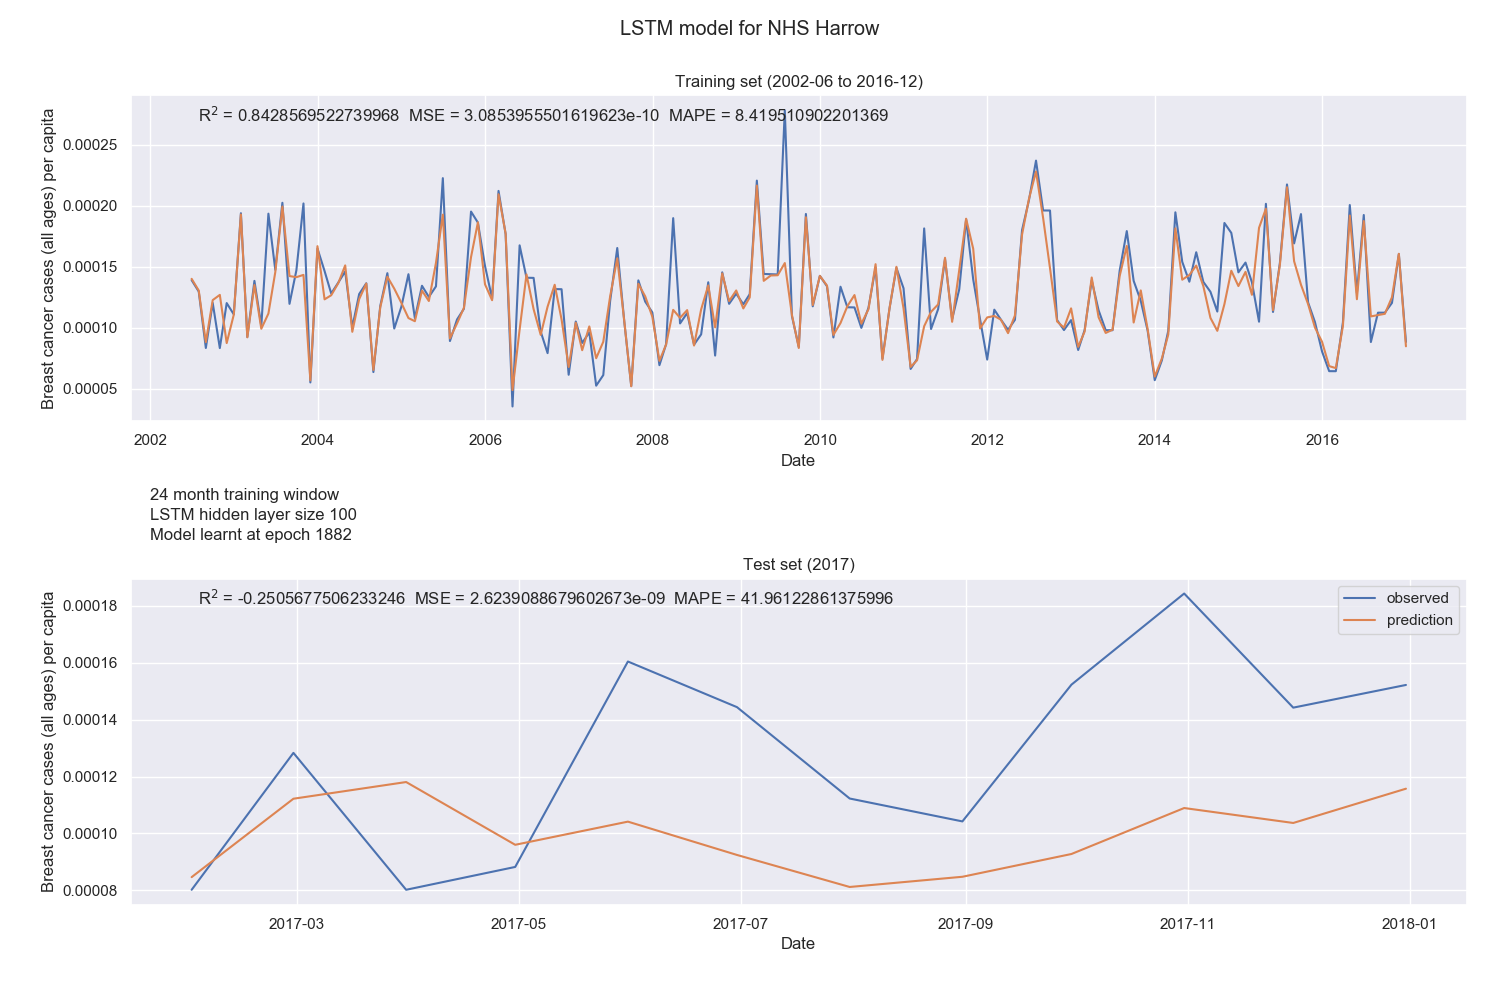 LSTM model for NHS Harrow
Training set (2002-06 to 2016-12)
R2 = 0.8428569522739968 MSE = 3.0853955501619623e-10 MAPE = 8.419510902201369
Breast cancer cases (all ages) per capita
0.00025
0.00020
0.00015
0.00010
0.00005
2002 2004 2006 2008 2010 2012 2014 2016
Date
24 month training window
LSTM hidden layer size 100
Model learnt at epoch 1882
Test set (2017)
R2 = -0.2505677506233246 MSE = 2.6239088679602673e-09 MAPE = 41.96122861375996
observed
prediction
Breast cancer cases (all ages) per capita
0.00018
0.00016
0.00014
0.00012
0.00010
0.00008
2017-03 2017-05 2017-07 2017-09 2017-11 2018-01
Date